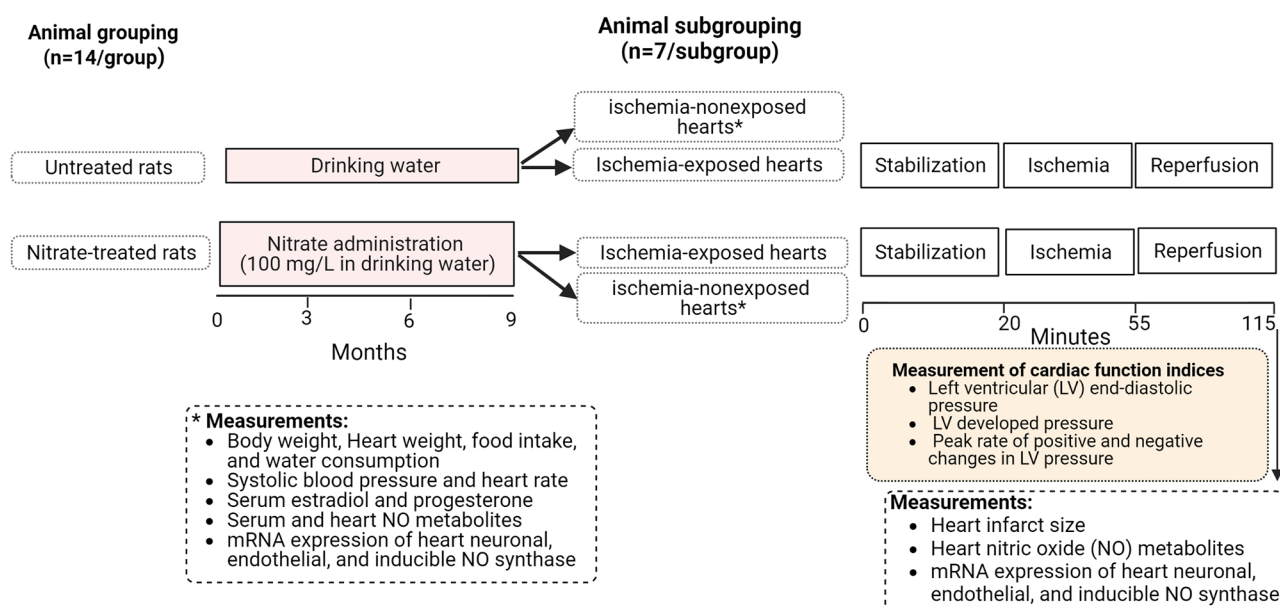 Animal grouping
(n=14/group)
Animal subgrouping
(n=7/subgroup)
Untreated rats
Drinking water
ischemia-nonexposed
hearts*
Ischemia-exposed hearts
Stabilization
Ischemia
Reperfusion
Nitrate-treated rats
Nitrate administration
(100 mg/L in drinking water)
Ischemia-exposed hearts
ischemia-nonexposed
hearts*
Stabilization
Ischemia
Reperfusion
0
3
6
9
Months
0
20
55
115
Minutes
* Measurements:
• Body weight, Heart weight, food intake,
and water consumption
• Systolic blood pressure and heart rate
• Serum estradiol and progesterone
• Serum and heart NO metabolites
• mRNA expression of heart neuronal,
endothelial, and inducible NO synthase
Measurement of cardiac function indices
• Left ventricular (LV) end-diastolic
pressure
• LV developed pressure
• Peak rate of positive and negative
changes in LV pressure
Measurements:
• Heart infarct size
• Heart nitric oxide (NO) metabolites
• mRNA expression of heart neuronal,
endothelial, and inducible NO synthase